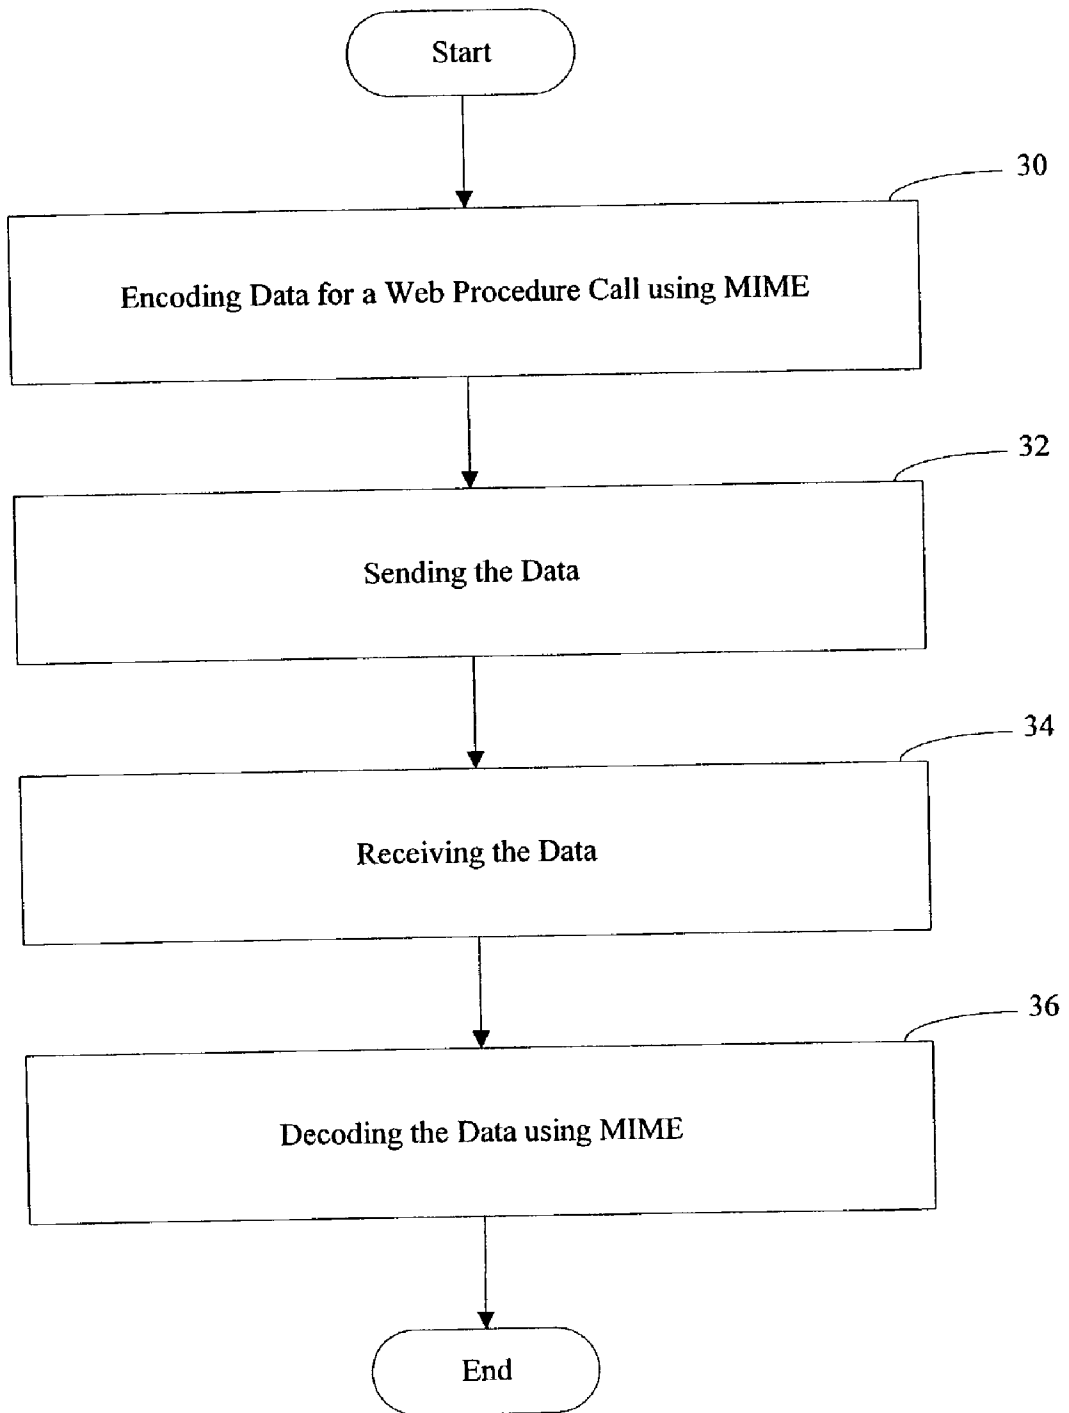 Start
30
Encoding Data for a Web Procedure Call using MIME
32
Sending the Data
34
Receiving the Data
36
Decoding the Data using MIME
End